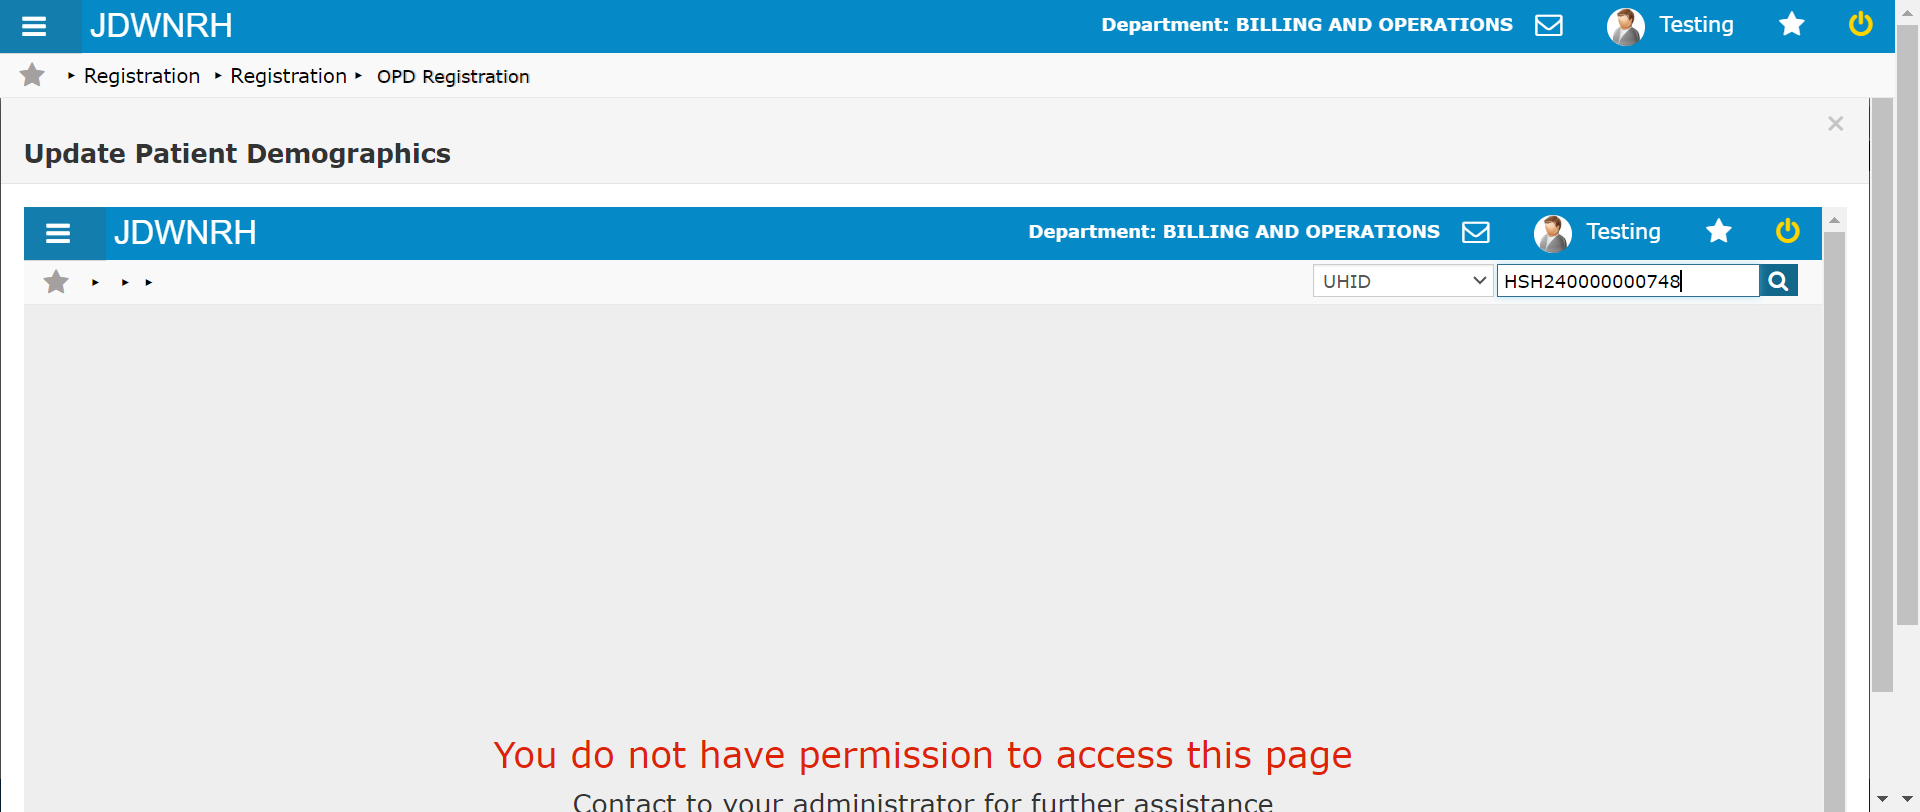 JDWNRH Department: BILLING AND OPERATIONS Testing
Registration Registration OPD Registration
Update Patient Demographics
JDWNRH Department: BILLING AND OPERATIONS Testing
UHID HSH240000000748
You do not have permission to access this page
Contact to your administrator for further assistance